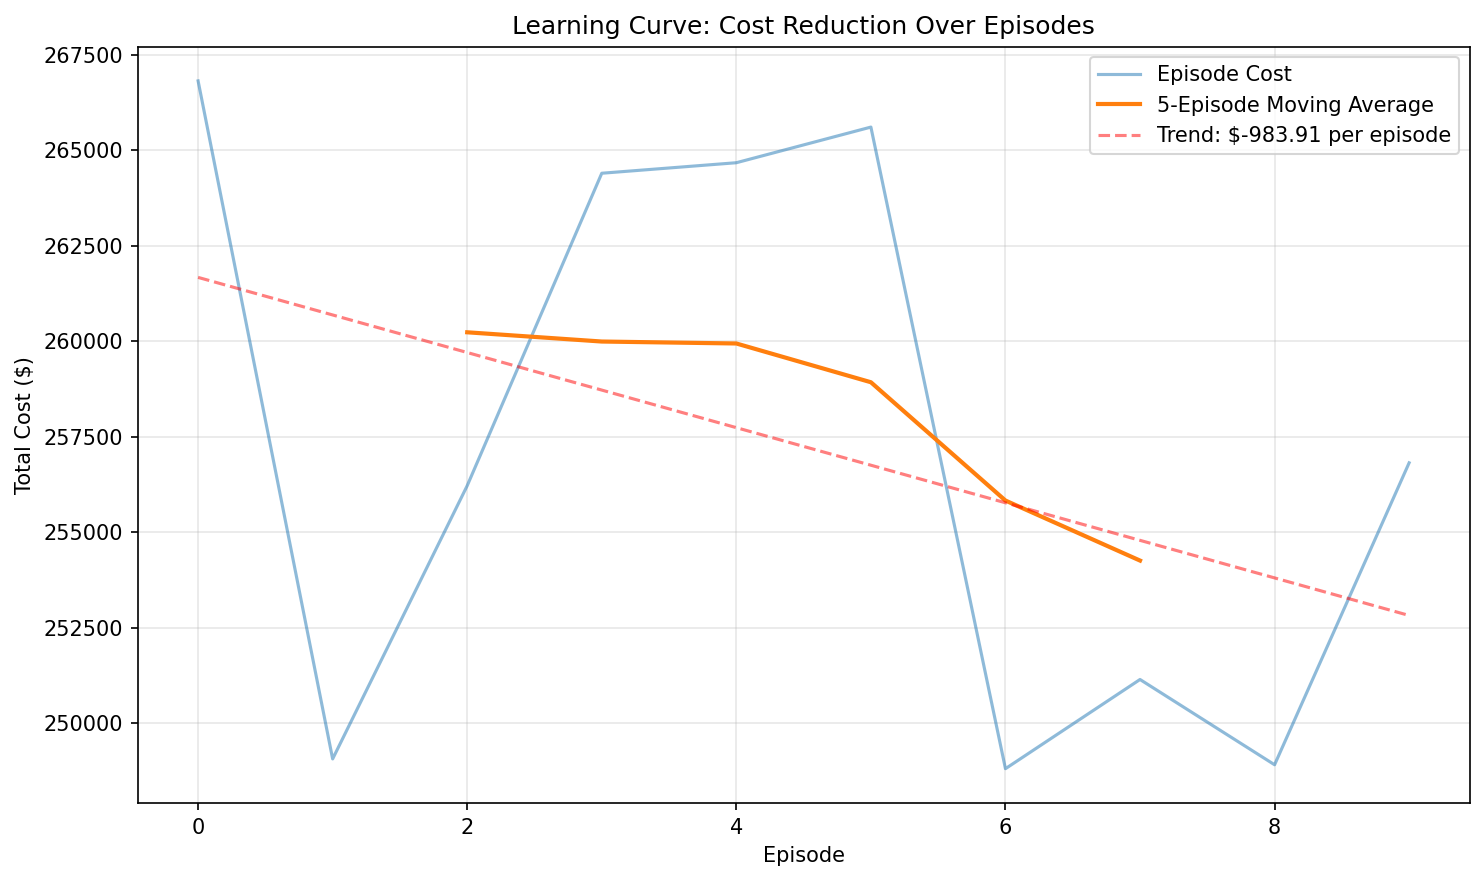 Learning Curve: Cost Reduction Over Episodes
Episode Cost
5-Episode Moving Average
Trend: $-983.91 per episode
Total Cost ($)
267500
265000
262500
260000
257500
255000
252500
250000
0 2 4 6 8
Episode